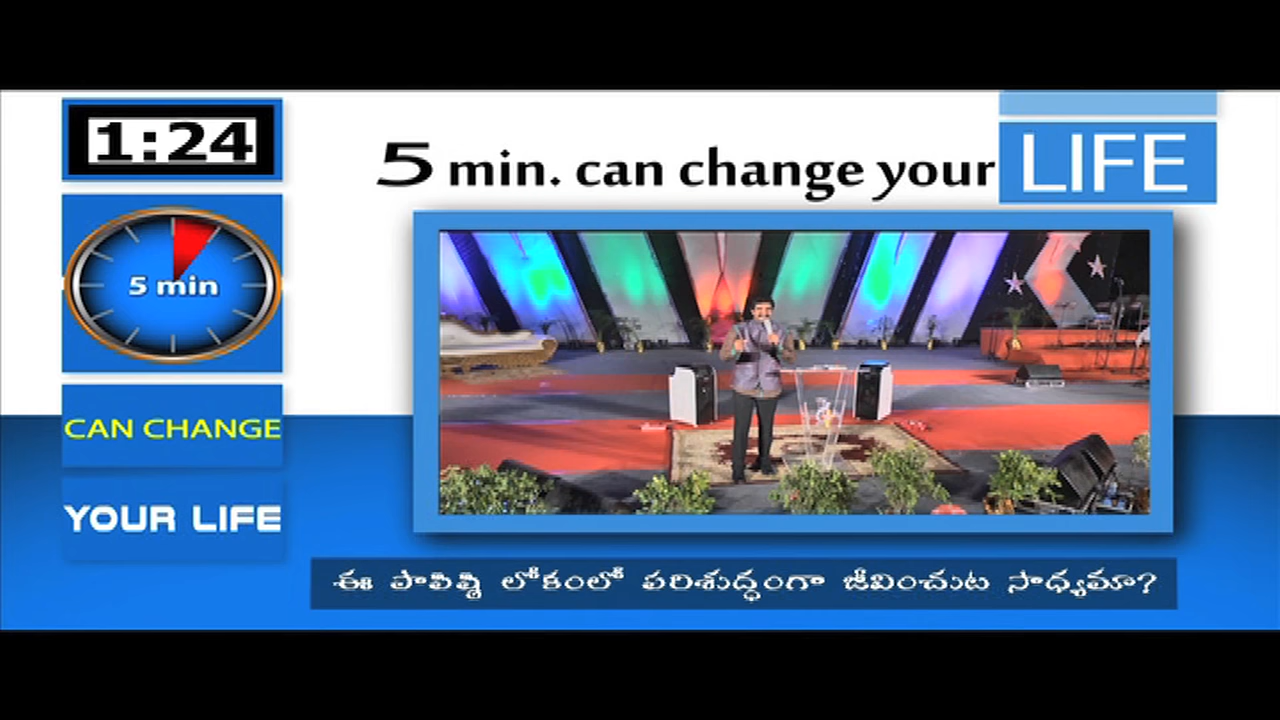 1:24
5 min. can change your LIFE
5 min
CAN CHANGE
YOUR LIFE
ఈ పాపిష్ఠి లోకంలో పరిశుద్ధంగా జీవించుట సాధ్యమా?